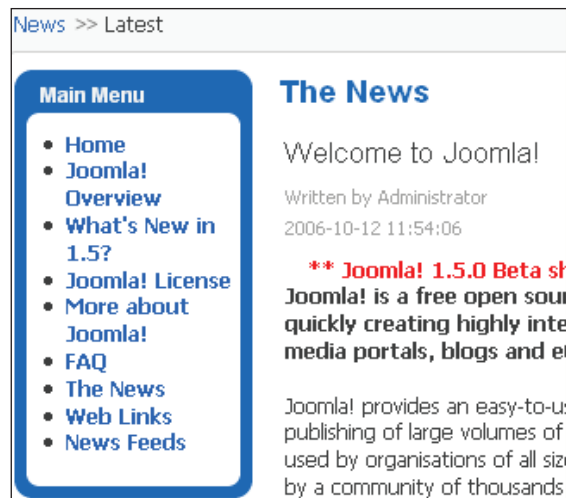 News >> Latest
Main Menu
Home
Joomla!
Overview
What's New in
1.5?
Joomla! License
More about
Joomla!
FAQ
The News
Web Links
News Feeds
The News
Welcome to Joomla!
Written by Administrator
2006-10-12 11:54:06
** Joomla! 1.5.0 Beta
Joomla! is a free open
quickly creating highly
media portals, blogs and
Joomla! provides an
publishing of large volumes of
used by organisations of all
by a community of thousands